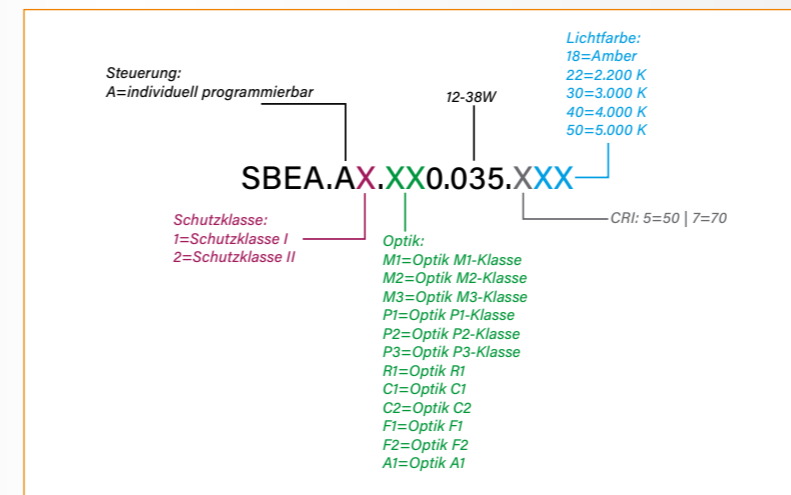 Lichtfarbe:
18=Amber
22=2.200 K
30=3.000 K
40=4.000 K
50=5.000 K
Steuerung:
A=individuell programmierbar
12-38W
SBEA.AX.XX0.035.XXX
Schutzklasse:
1=Schutzklasse I
2=Schutzklasse II
CRI: 5=50 | 7=70
Optik:
M1=Optik M1-Klasse
M2=Optik M2-Klasse
M3=Optik M3-Klasse
P1=Optik P1-Klasse
P2=Optik P2-Klasse
P3=Optik P3-Klasse
R1=Optik R1
C1=Optik C1
C2=Optik C2
F1=Optik F1
F2=Optik F2
A1=Optik A1